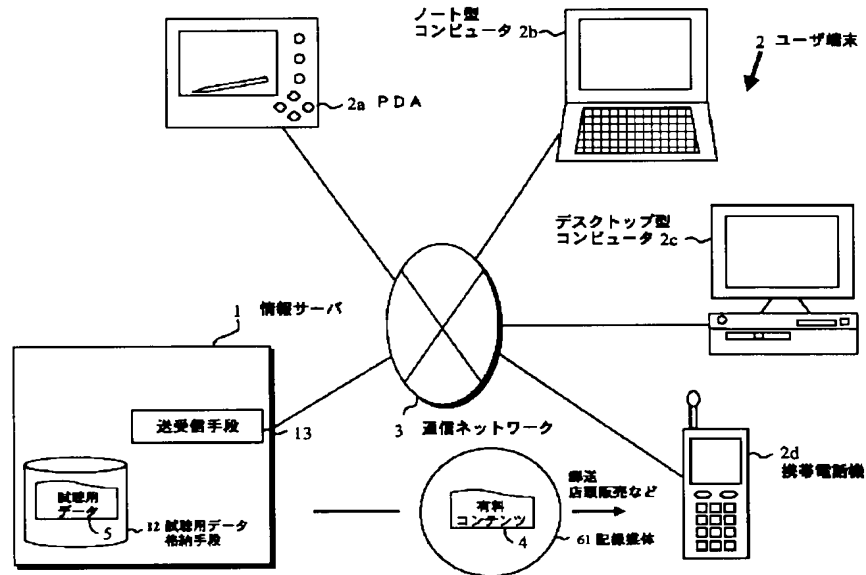 ノート型
コンピュータ 2b
2 ユーザ端末
2a PDA
デスクトップ型
コンピュータ 2c
1 情報サーバ
送受信手段
13
3 通信ネットワーク
2d
携帯電話機
試聴用
データ
5
12 試聴用データ
格納手段
有料
コンテンツ
4
61 記録媒体
郵送
店頭販売など